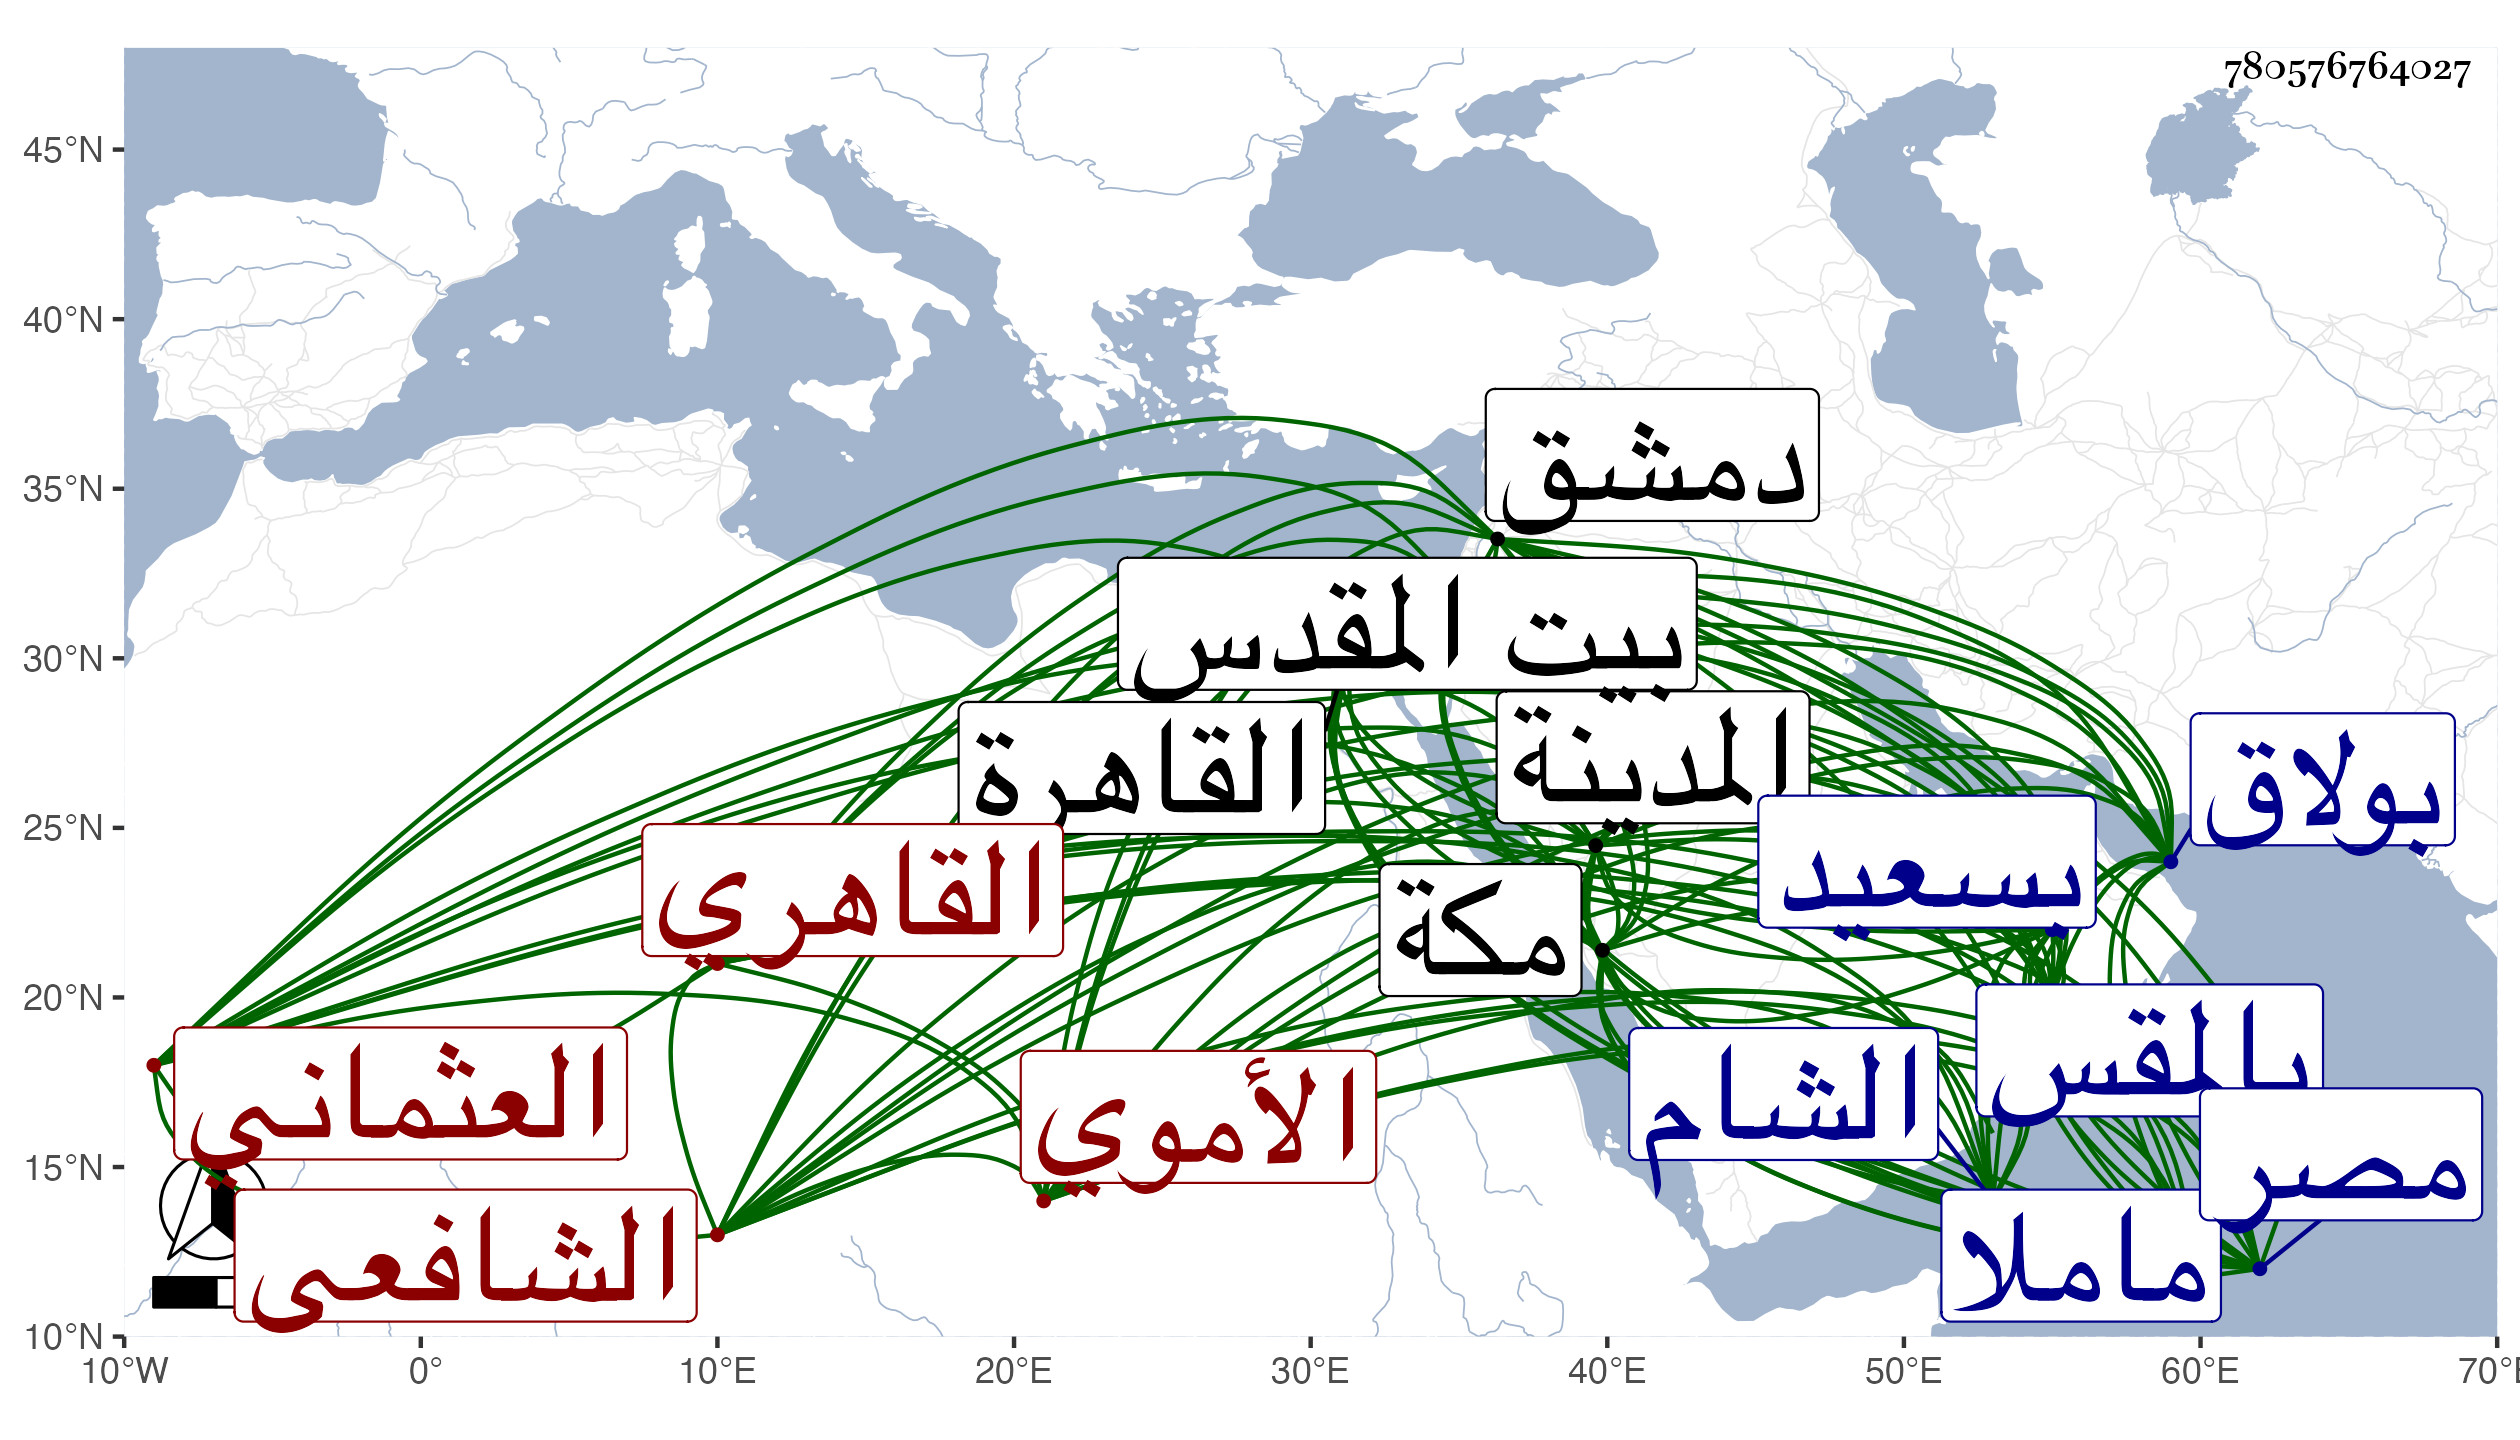 780576764027
45°N
40°N
35°N
30°N
25°N
20°N
15°N
10°N
دمشق
بيت المقدس
المدينة
القاهرة
بولاق
بسعيد
القاهري
مكة
بالمقس
العثماني
الشام
الأموي
مصر
الشافعي
ماملا
10°W 0° 10°E 20°E 30°E 40°E 50°E 60°E 70°E